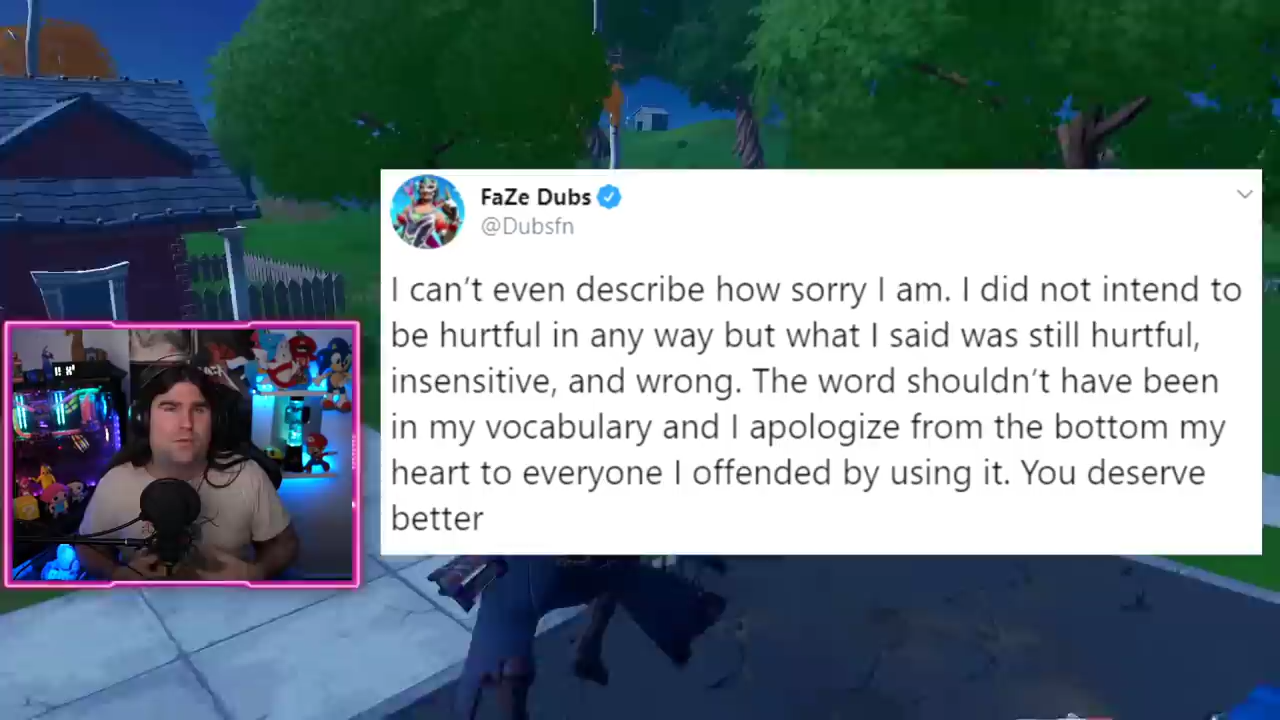 FaZe Dubs
@Dubsfn
I can't even describe how sorry I am. I did not intend to
be hurtful in any way but what I said was still hurtful,
insensitive, and wrong. The word shouldn't have been
in my vocabulary and I apologize from the bottom my
heart to everyone I offended by using it. You deserve
better